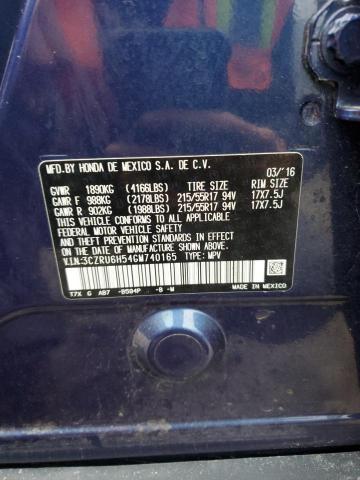 MFD.BY HONDA DE MEXICO S.A. DE C.V. 03/'16
GVWR 1890KG (4166LBS) RIM SIZE
GAWR F 988KG (2178LBS) 215/55R17 94V 17X7.5J
GAWR R 902KG (1988LBS) 215/55R17 94V 17X7.5J
THIS VEHICLE CONFORMS TO ALL APPLICABLE
FEDERAL MOTOR VEHICLE SAFETY
AND THEFT PREVENTION STANDARDS IN EFFECT
ON THE DATE OF MANUFACTURE SHOWN ABOVE.
V.I.N:3CZRU6H54GM740165 TYPE: MPV
T7X G AB7 -B594P -B -M
MADE IN MEXICO